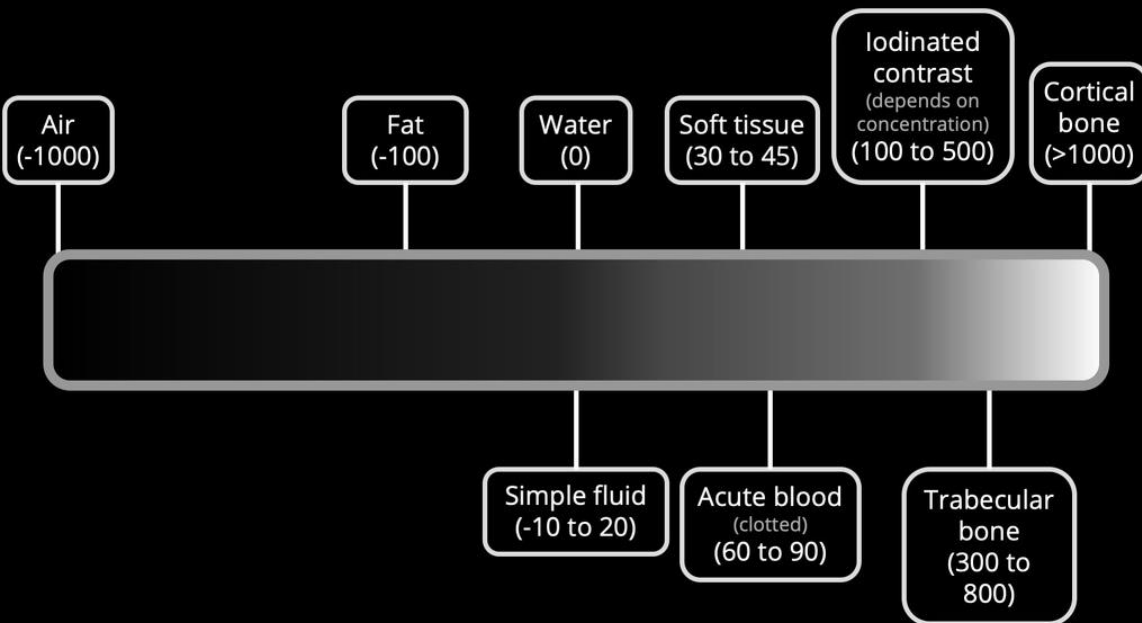 Air
(-1000)
Fat
(-100)
Water
(0)
Soft tissue
(30 to 45)
Iodinated
contrast
(depends on
concentration)
(100 to 500)
Cortical
bone
(>1000)
Simple fluid
(-10 to 20)
Acute blood
(clotted)
(60 to 90)
Trabecular
bone
(300 to
800)